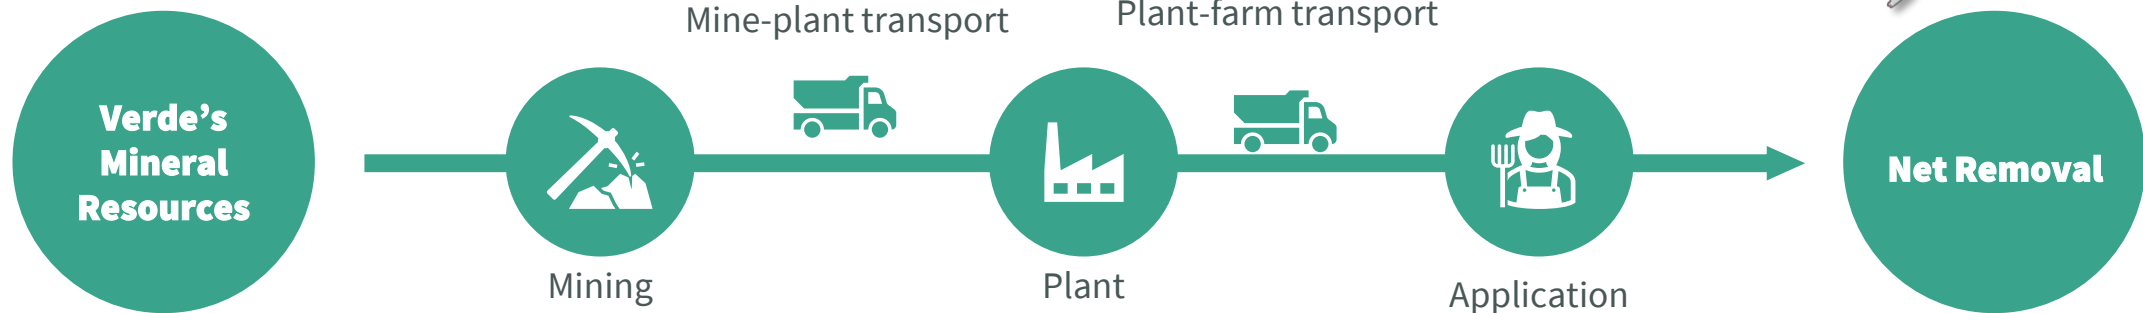 Mine-plant transport
Plant-farm transport
Verde’s
Mineral
Resources
Net Removal
Mining
Plant
Application